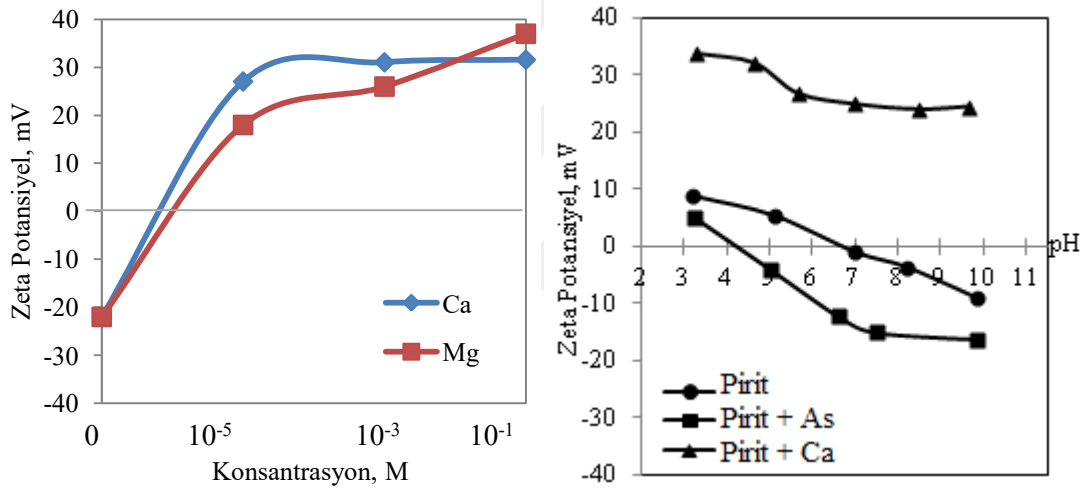 Zeta Potansiyel, mV
40
30
20
10
0
-10
-20
-30
-40
Ca
Mg
0
10-5
10-3
10-1
Konsantrasyon, M
Zeta Potansiyel, mV
40
30
20
10
0
-10
-20
-30
-40
2 3 4 5 6 7 8 9 10 11
pH
Pirit
Pirit + As
Pirit + Ca